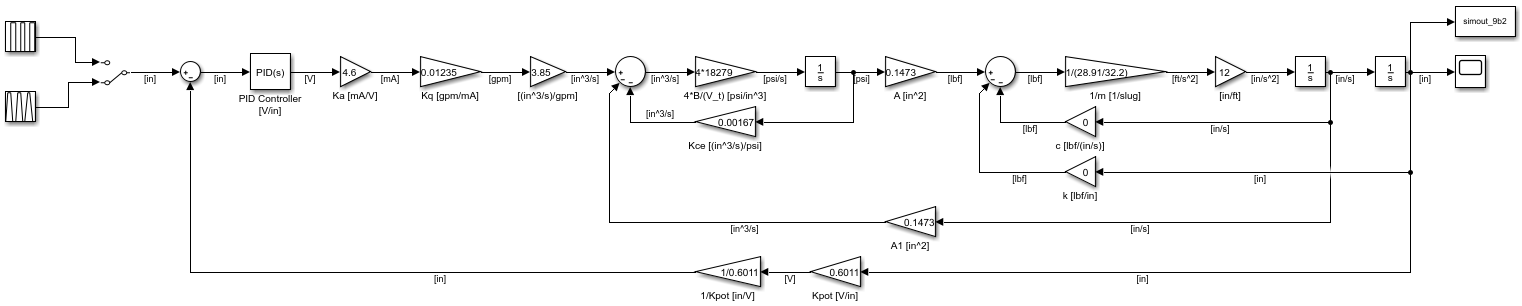 simout_9b2
[in]
[in]
PID(s)
PID Controller
[V/in]
[V]
4.6
Ka [mA/V]
[mA]
0.01235
Kq [gpm/mA]
[gpm]
3.85
[(in^3/s)/gpm]
[in^3/s]
[in^3/s]
4*18279
4*B/(V_t) [psi/in^3]
[psi/s]
1
s
[psi]
0.1473
A [in^2]
[lbf]
[lbf]
1/(28.91/32.2)
1/m [1/slug]
[ft/s^2]
12
[in/ft]
[in/s^2]
1
s
[in/s]
1
s
[in]
[in^3/s]
0.00167
Kce [(in^3/s)/psi]
[lbf]
0
c [lbf/(in/s)]
[in/s]
[lbf]
0
k [lbf/in]
[in]
[in^3/s]
0.1473
A1 [in^2]
[in/s]
[in]
1/0.6011
1/Kpot [in/V]
[V]
0.6011
Kpot [V/in]
[in]